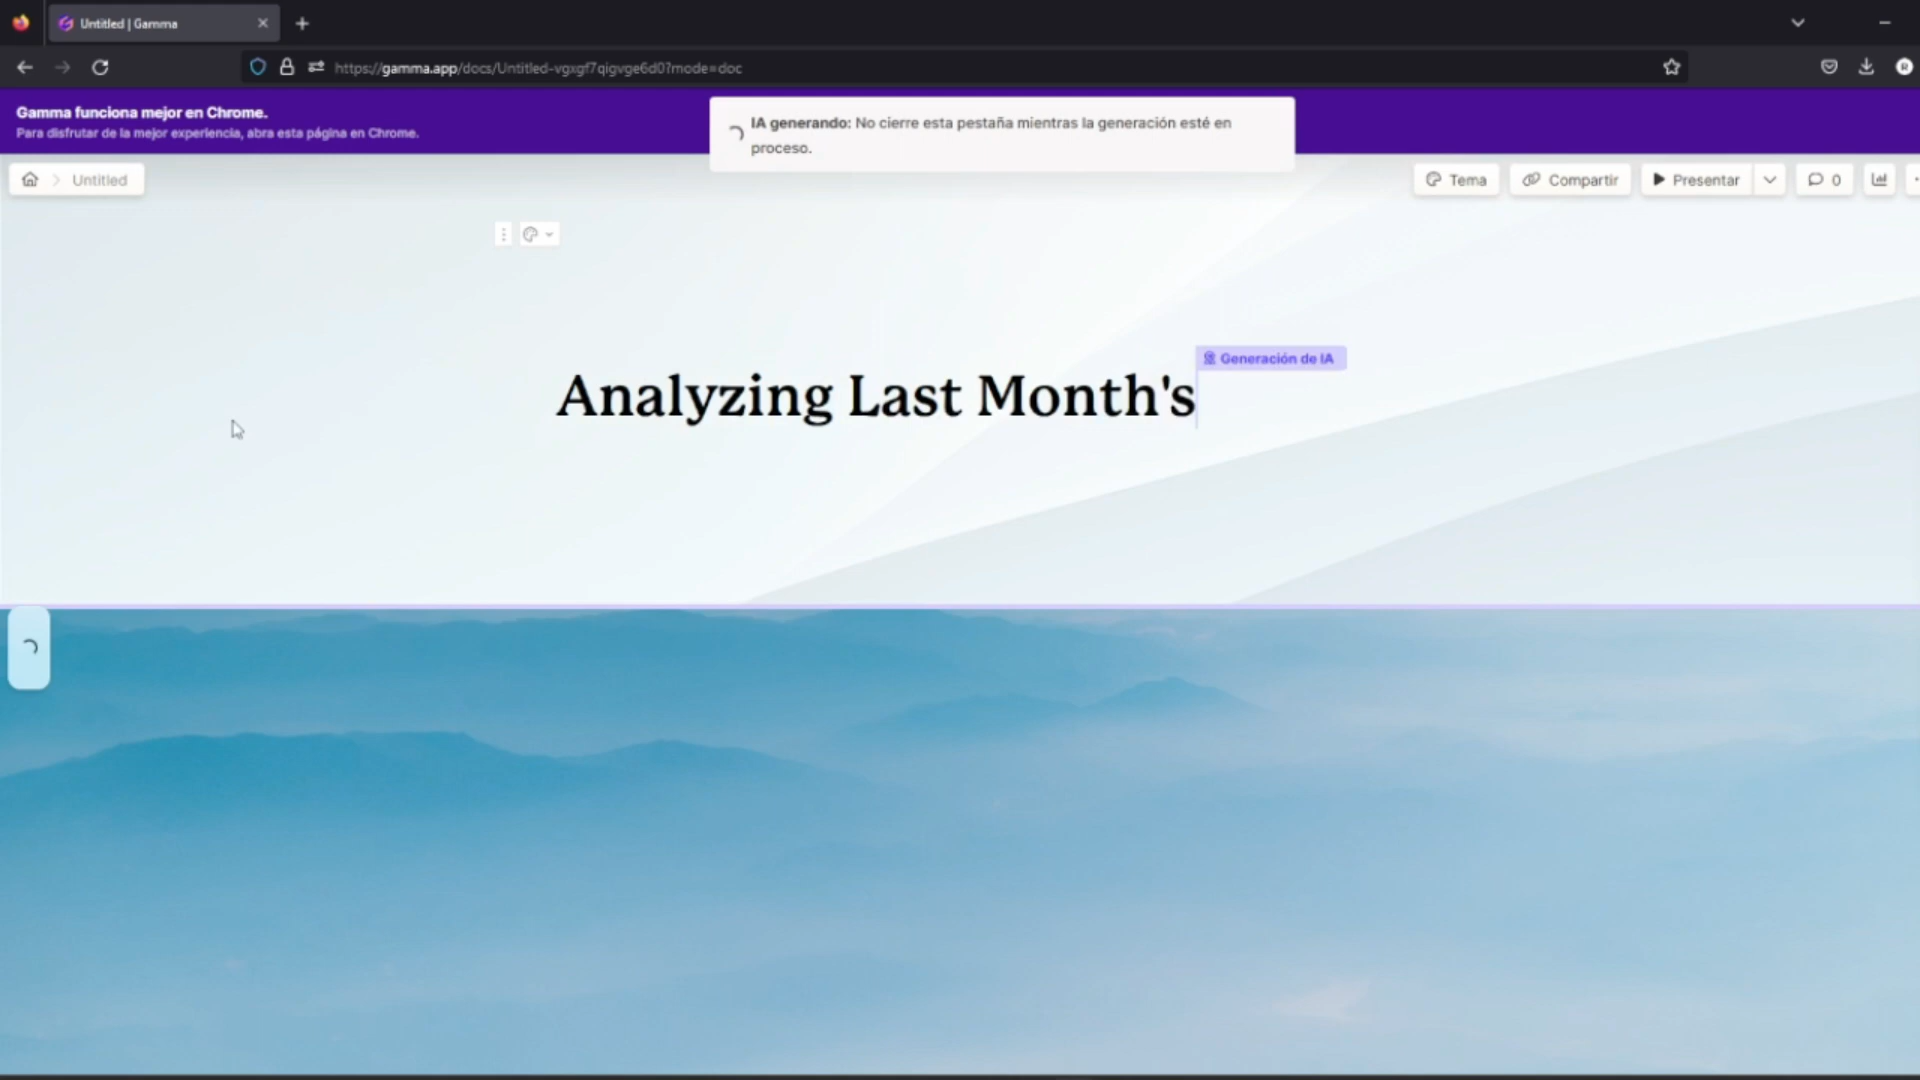 Untitled | Gamma
https://gamma.app/docs/Untitled-vgxgf7qigvge6d0?mode=doc
Gamma funciona mejor en Chrome.
Para disfrutar de la mejor experiencia, abra esta página en Chrome.
IA generando: No cierre esta pestaña mientras la generación esté en
proceso.
Untitled
Tema
Compartir
Presentar
0
Generación de IA
Analyzing Last Month's